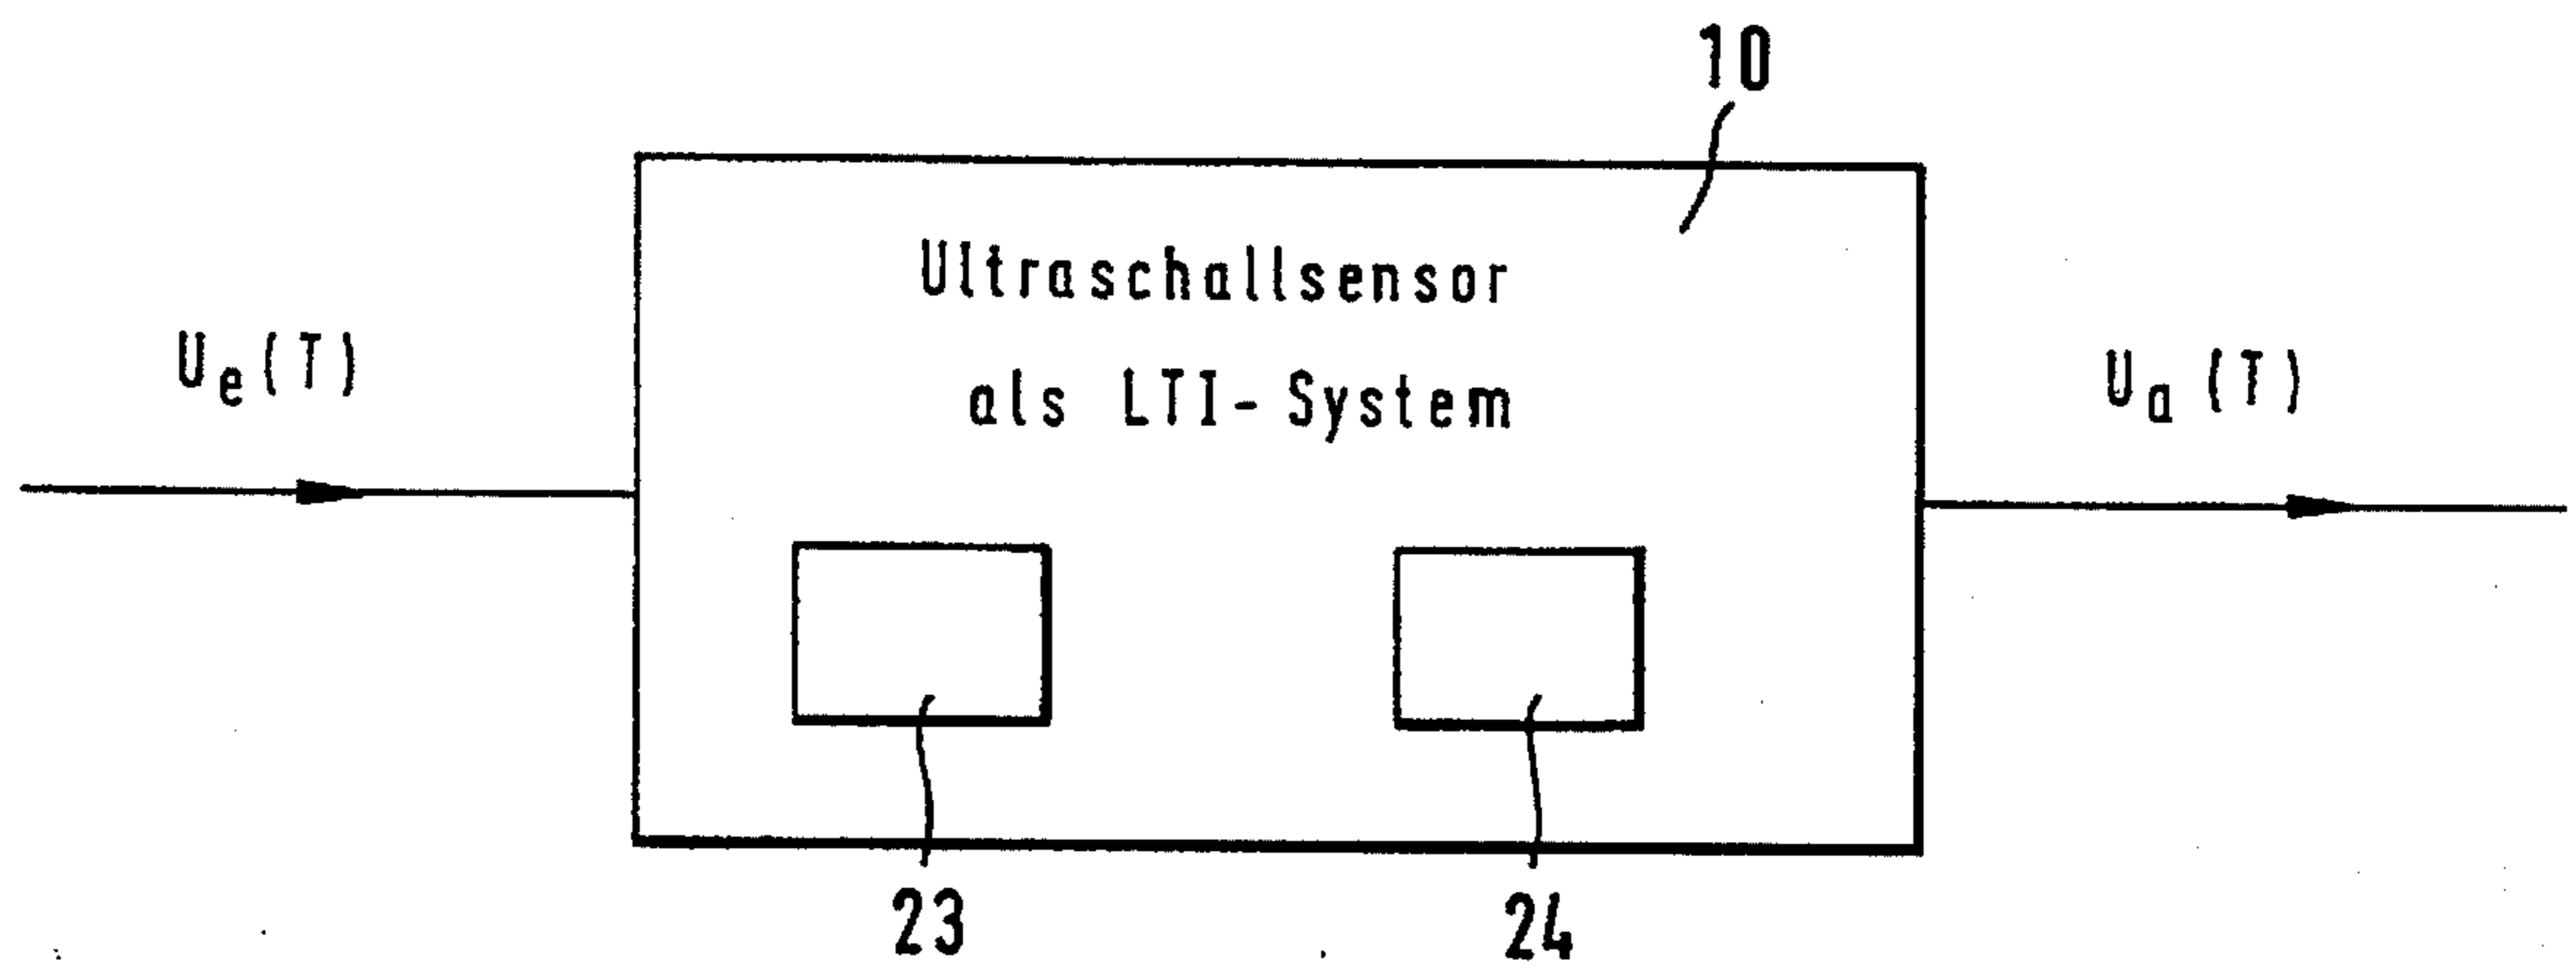 10
Ultraschallsensor
als LTI-System
Ue(T)
Ua(T)
23
24